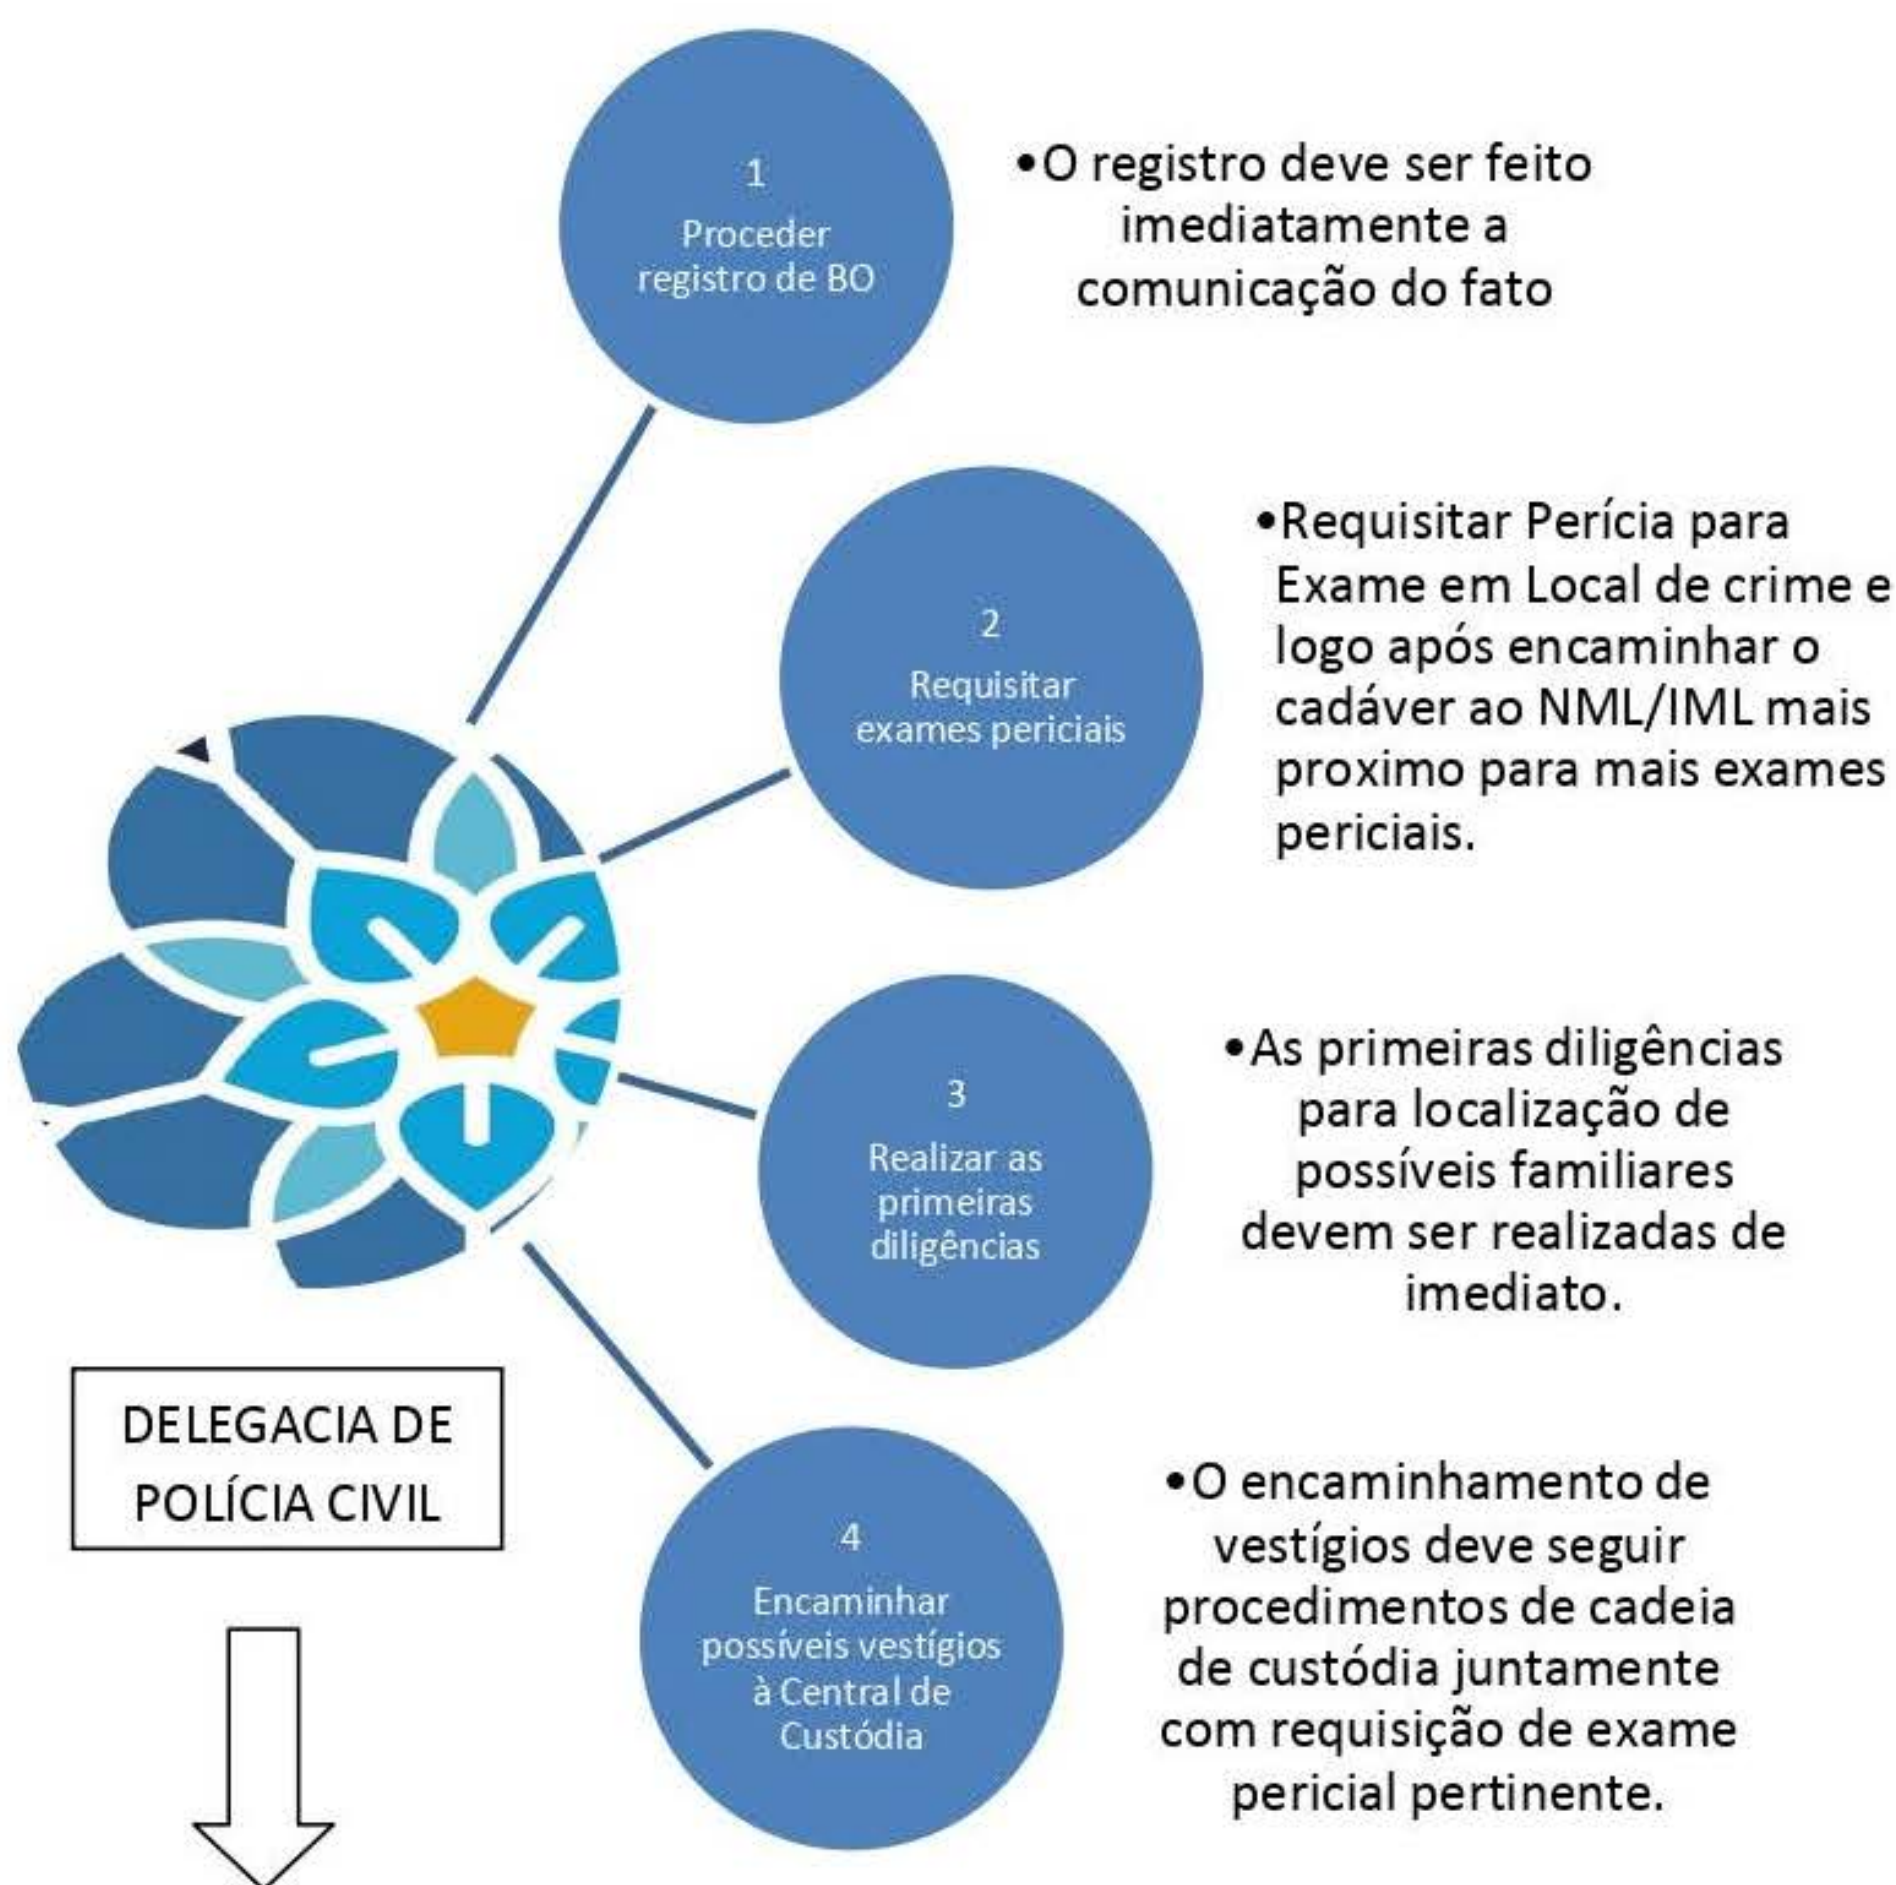 1
Proceder
registro de BO
•O registro deve ser feito
imediatamente a
comunicação do fato
2
Requisitar
exames periciais
•Requisitar Perícia para
Exame em Local de crime e
logo após encaminhar o
cadáver ao NML/IML mais
proximo para mais exames
periciais.
3
Realizar as
primeiras
diligências
•As primeiras diligências
para localização de
possíveis familiares
devem ser realizadas de
imediato.
DELEGACIA DE
POLÍCIA CIVIL
4
Encaminhar
possíveis vestígios
à Central de
Custódia
•O encaminhamento de
vestígios deve seguir
procedimentos de cadeia
de custódia juntamente
com requisição de exame
pericial pertinente.